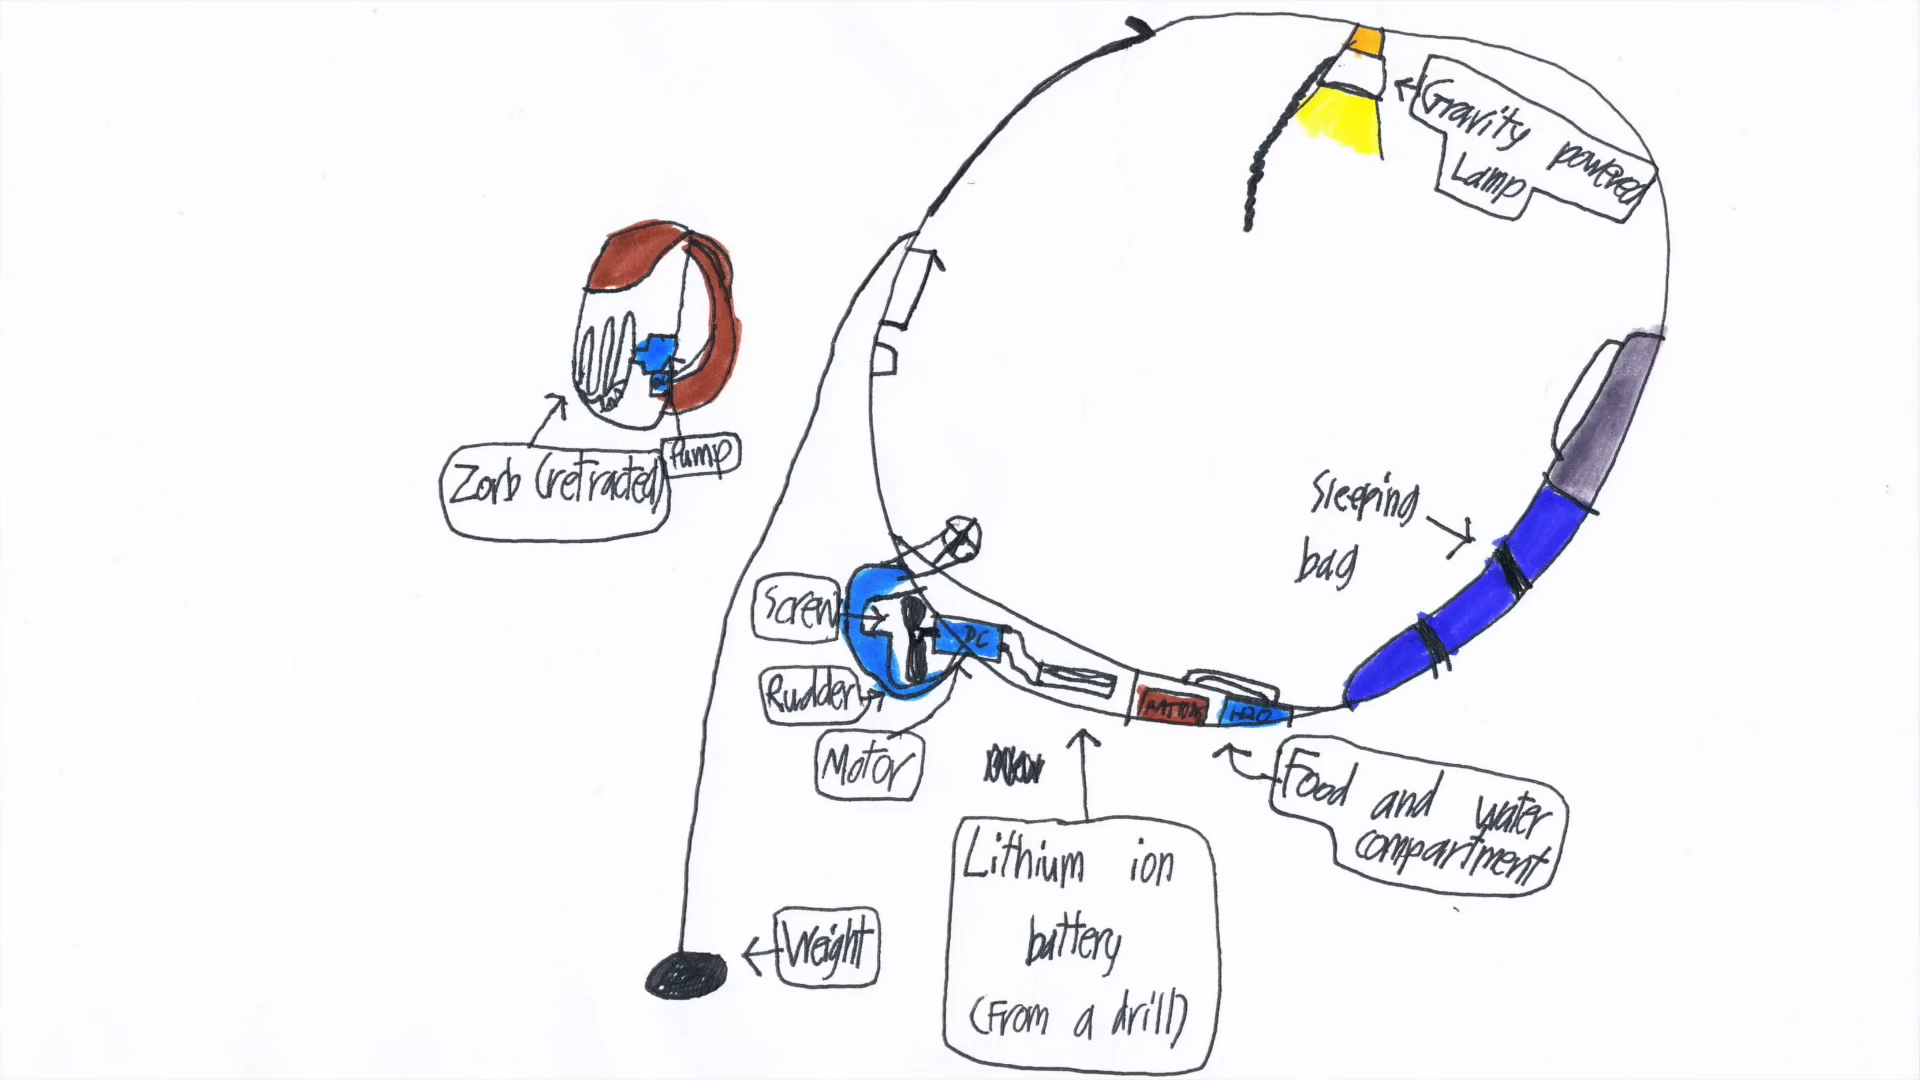 Gravity powered
Lamp
Zorb (retracted)
Pump
Sleeping
bag
Screw
DC
Rudder
RATIONS
H2O
Motor
Food and water
compartment
Lithium ion
battery
(From a drill)
Weight